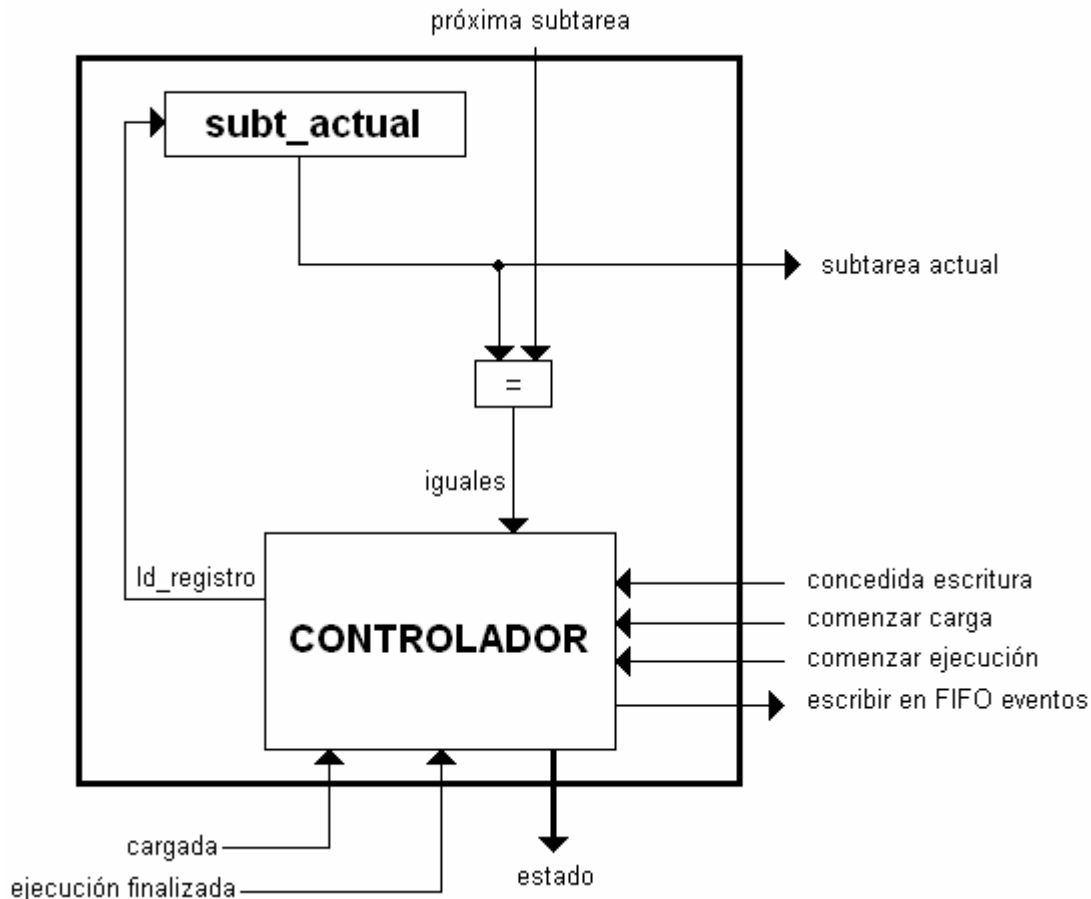 próxima subtarea
subt_actual
subtarea actual
=
iguales
ld_registro
concedida escritura
comenzar carga
CONTROLADOR
comenzar ejecución
escribir en FIFO eventos
cargada
estado
ejecución finalizada